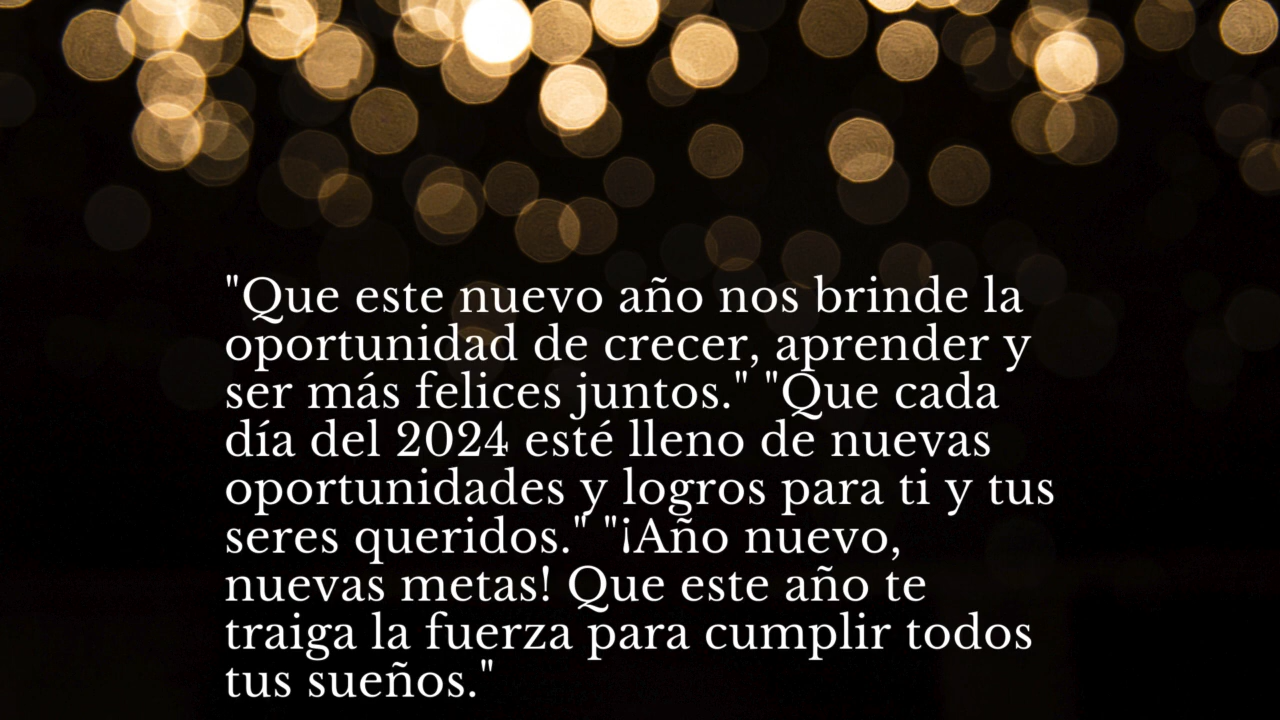 "Que este nuevo año nos brinde la
oportunidad de crecer, aprender y
ser más felices juntos." "Que cada
día del 2024 esté lleno de nuevas
oportunidades y logros para ti y tus
seres queridos." "¡Año nuevo,
nuevas metas! Que este año te
traiga la fuerza para cumplir todos
tus sueños."